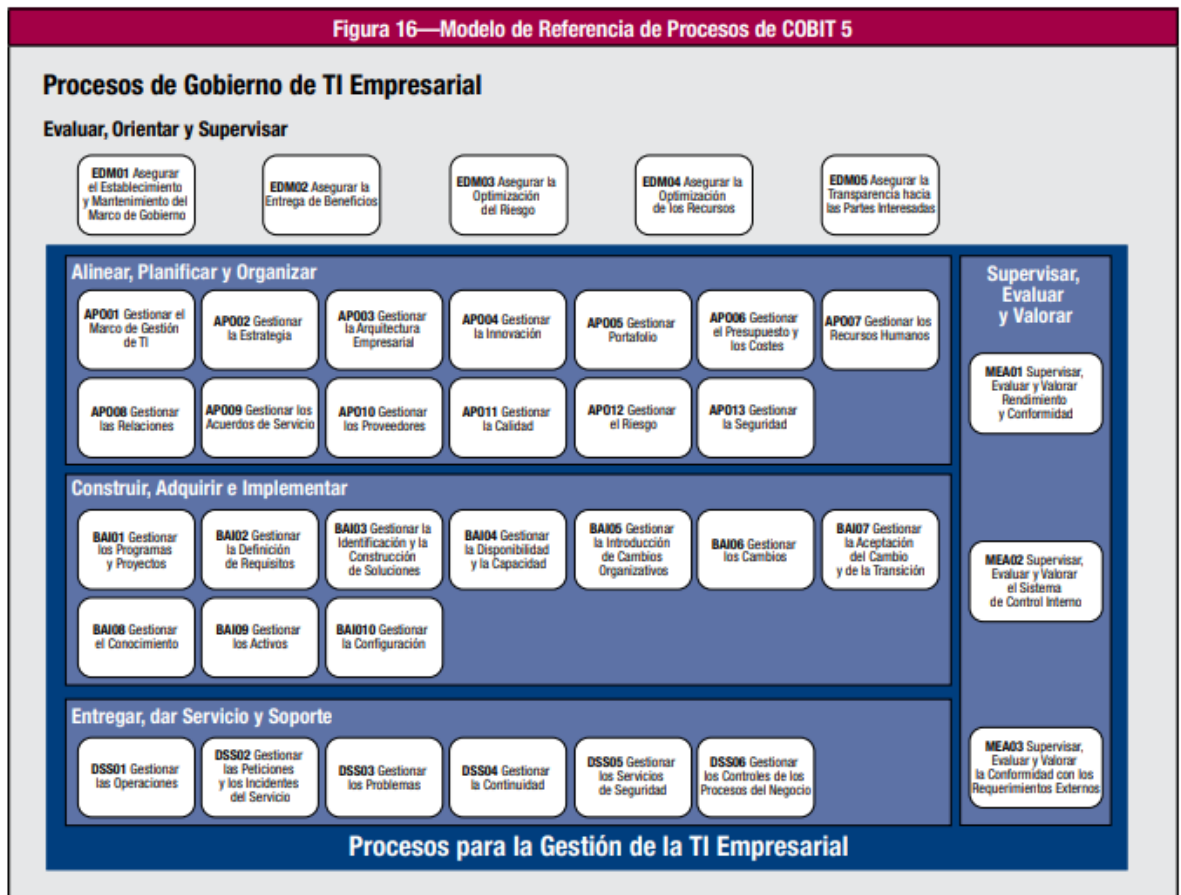 Figura 16—Modelo de Referencia de Procesos de COBIT 5
Procesos de Gobierno de TI Empresarial
Evaluar, Orientar y Supervisar
EDM01 Asegurar
el Establecimiento
y Mantenimiento del
Marco de Gobierno
EDM02 Asegurar la
Entrega de Beneficios
EDM03 Asegurar la
Optimización
del Riesgo
EDM04 Asegurar la
Optimización
de los Recursos
EDM05 Asegurar la
Transparencia hacia
las Partes Interesadas
Alinear, Planificar y Organizar
APO01 Gestionar el
Marco de Gestión
de TI
APO02 Gestionar
la Estrategia
APO03 Gestionar
la Arquitectura
Empresarial
APO04 Gestionar
la Innovación
APO05 Gestionar
Portafolio
APO06 Gestionar
el Presupuesto y
los Costes
APO07 Gestionar los
Recursos Humanos
APO08 Gestionar
las Relaciones
APO09 Gestionar los
Acuerdos de Servicio
APO10 Gestionar
los Proveedores
APO11 Gestionar
la Calidad
APO12 Gestionar
el Riesgo
APO13 Gestionar
la Seguridad
Construir, Adquirir e Implementar
BAI01 Gestionar
los Programas
y Proyectos
BAI02 Gestionar
la Definición
de Requisitos
BAI03 Gestionar la
Identificación y la
Construcción
de Soluciones
BAI04 Gestionar
la Disponibilidad
y la Capacidad
BAI05 Gestionar
la Introducción
de Cambios
Organizativos
BAI06 Gestionar
los Cambios
BAI07 Gestionar
la Aceptación
del Cambio
y de la Transición
BAI08 Gestionar
el Conocimiento
BAI09 Gestionar
los Activos
BAI010 Gestionar
la Configuración
Entregar, dar Servicio y Soporte
DSS01 Gestionar
las Operaciones
DSS02 Gestionar
las Peticiones
y los Incidentes
del Servicio
DSS03 Gestionar
los Problemas
DSS04 Gestionar
la Continuidad
DSS05 Gestionar
los Servicios
de Seguridad
DSS06 Gestionar
los Controles de los
Procesos del Negocio
Supervisar,
Evaluar
y Valorar
MEA01 Supervisar,
Evaluar y Valorar
Rendimiento
y Conformidad
MEA02 Supervisar,
Evaluar y Valorar
el Sistema
de Control Interno
MEA03 Supervisar,
Evaluar y Valorar
la Conformidad con los
Requerimientos Externos
Procesos para la Gestión de la TI Empresarial